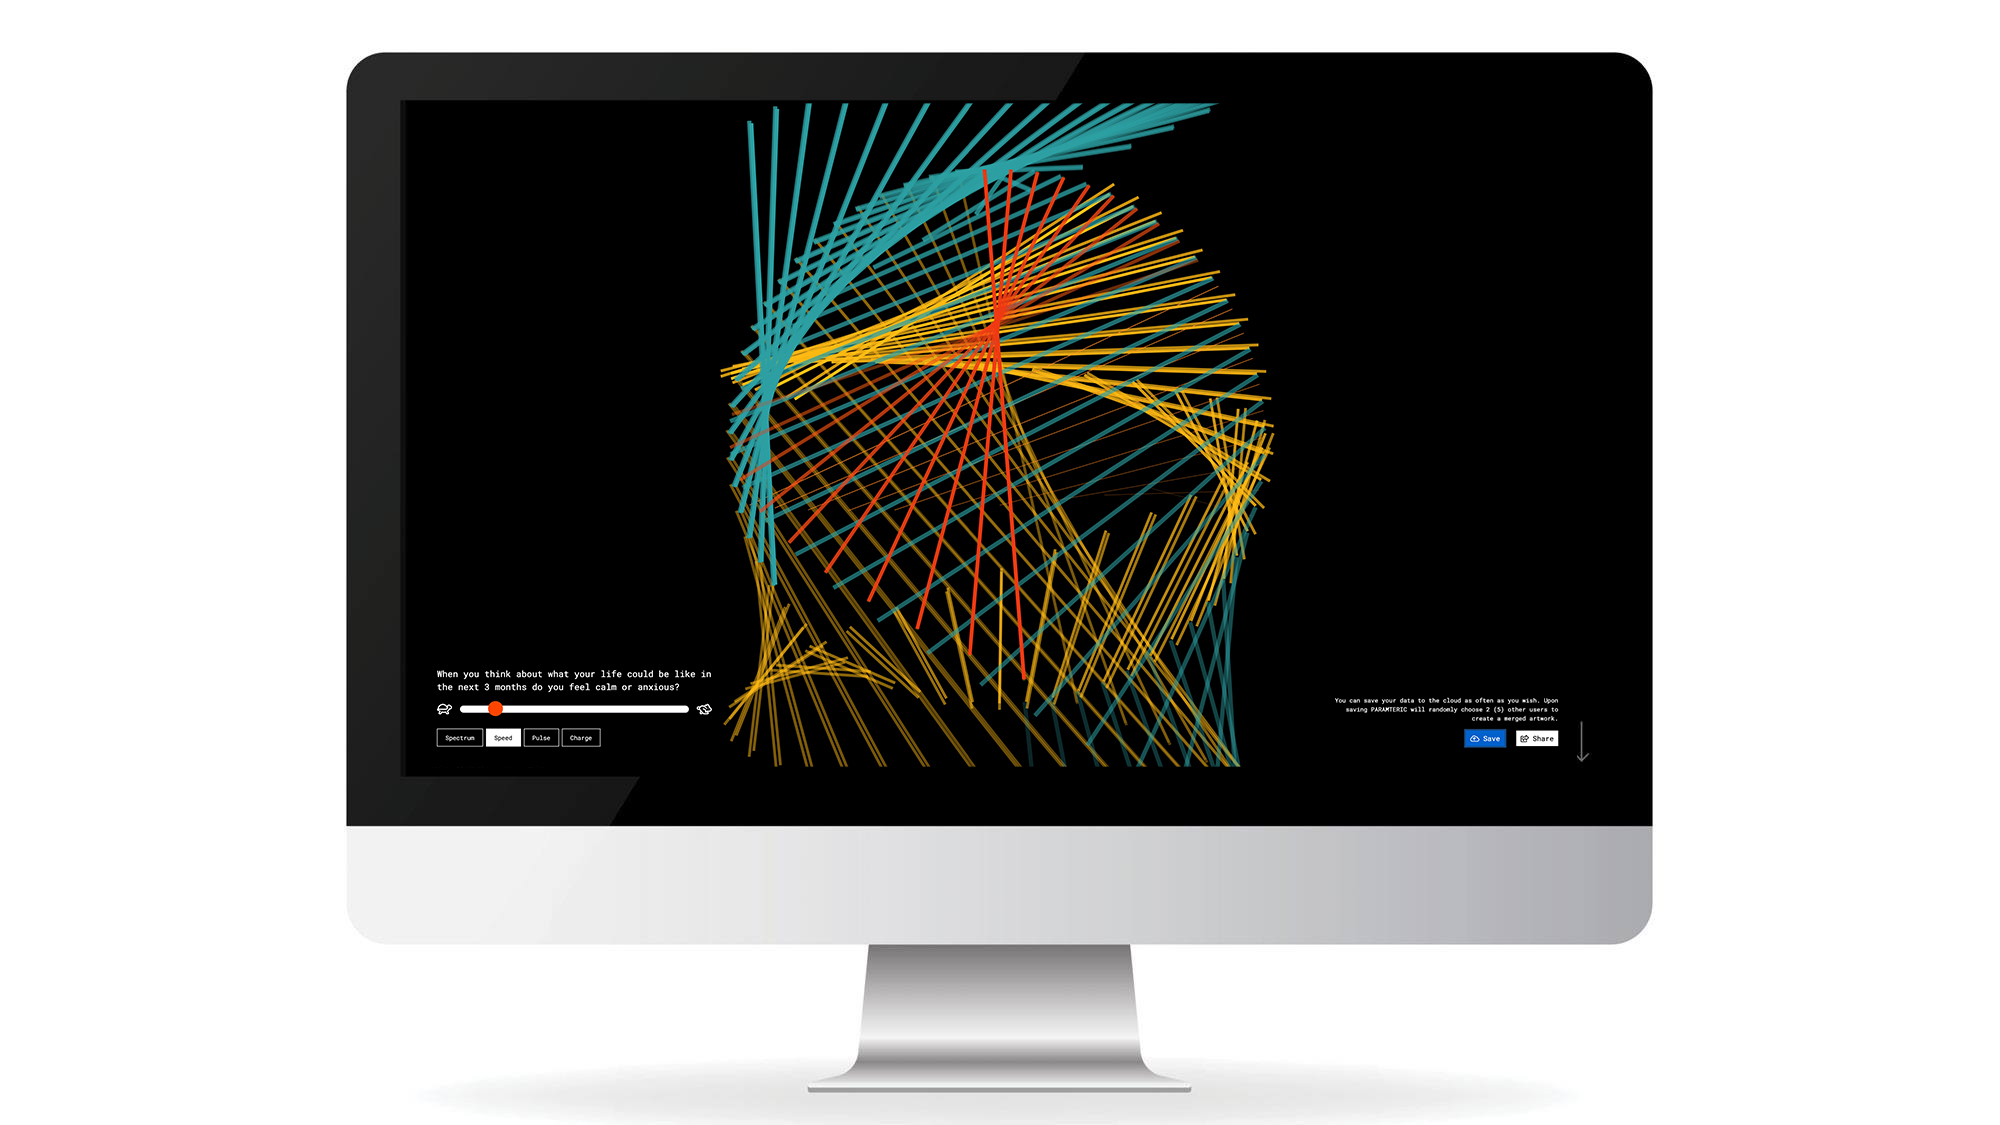 When you think about what your life could be like in
the next 3 months do you feel calm or anxious?
Spectrum Speed Pulse Charge
You can save your data to the cloud as often as you wish. Upon
saving PARAMTERIC will randomly choose 2 (5) other users to
create a merged artwork.
Save Share